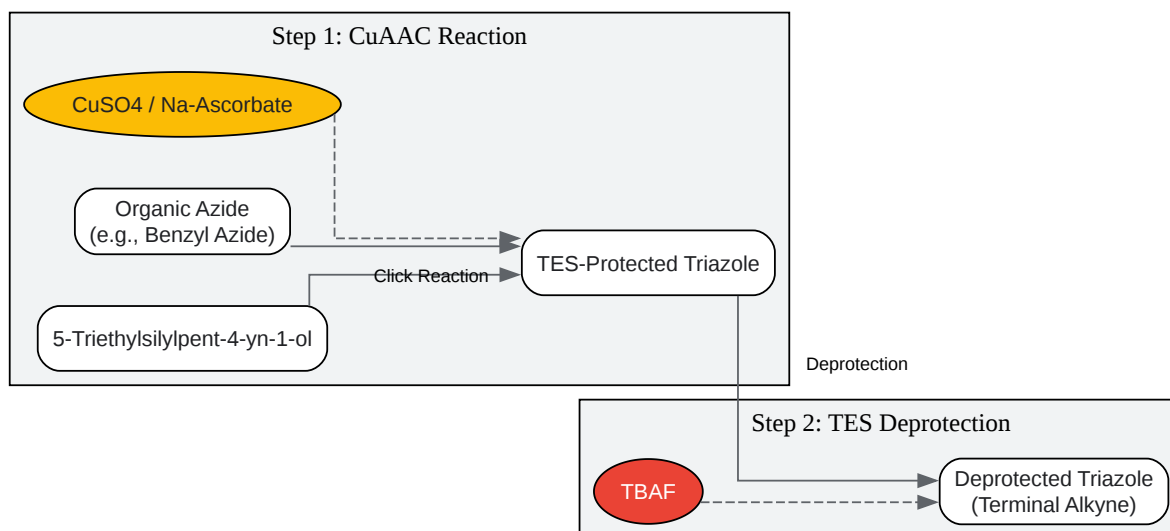 Step 1: CuAAC Reaction
CuSO4 / Na-Ascorbate
Organic Azide
(e.g., Benzyl Azide)
TES-Protected Triazole
Click Reaction
5-Triethylsilylpent-4-yn-1-ol
Deprotection
Step 2: TES Deprotection
TBAF
Deprotected Triazole
(Terminal Alkyne)